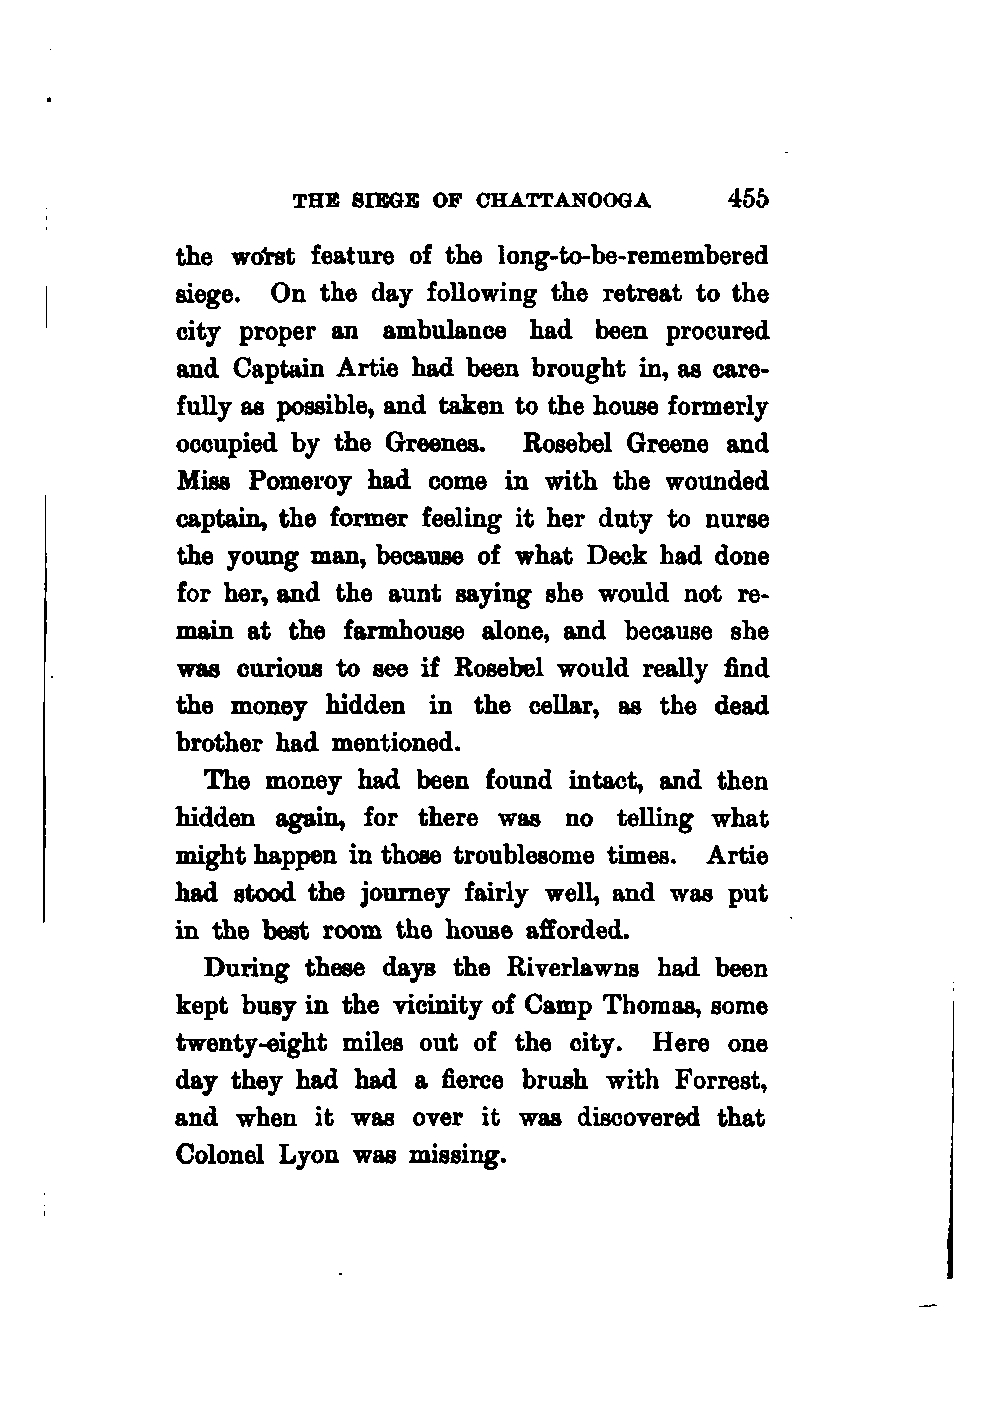 THE SIEGE OF CHATTANOOGA 455
the worst feature of the long-to-be-remembered
siege. On the day following the retreat to the
city proper an ambulance had been procured
and Captain Artie had been brought in, as care-
fully as possible, and taken to the house formerly
occupied by the Greenes. Rosebel Greene and
Miss Pomeroy had come in with the wounded
captain, the former feeling it her duty to nurse
the young man, because of what Deck had done
for her, and the aunt saying she would not re-
main at the farmhouse alone, and because she
was curious to see if Rosebel would really find
the money hidden in the cellar, as the dead
brother had mentioned.
The money had been found intact, and then
hidden again, for there was no telling what
might happen in those troublesome times. Artie
had stood the journey fairly well, and was put
in the best room the house afforded.
During these days the Riverlawns had been
kept busy in the vicinity of Camp Thomas, some
twenty-eight miles out of the city. Here one
day they had had a fierce brush with Forrest,
and when it was over it was discovered that
Colonel Lyon was missing.